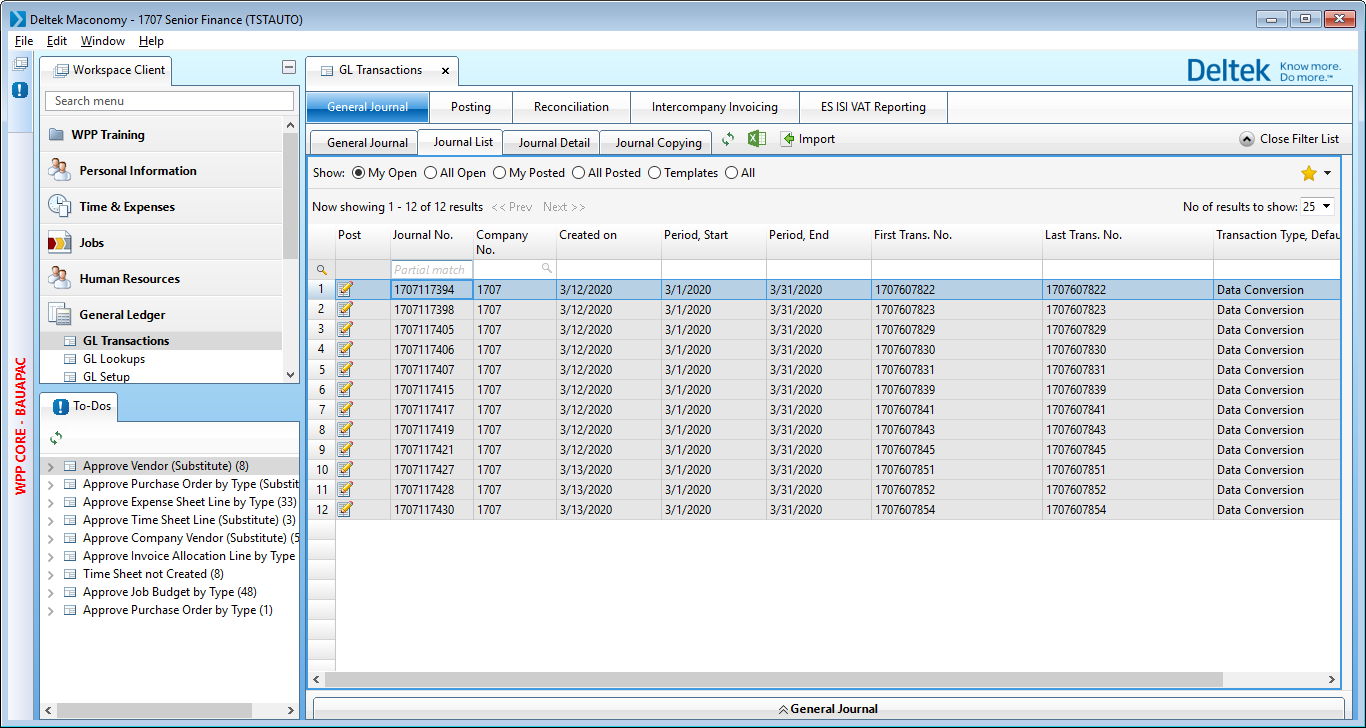 Deltek Maconomy - 1707 Senior Finance (TSTAUTO)
File Edit Window Help
Workspace Client
Search menu
WPP Training
Personal Information
Time & Expenses
Jobs
Human Resources
General Ledger
GL Transactions
GL Lookups
GL Setup
WPP CORE - BAUAPAC
To-Dos
Approve Vendor (Substitute) (8)
Approve Purchase Order by Type (Substit
Approve Expense Sheet Line by Type (33)
Approve Time Sheet Line (Substitute) (3)
Approve Company Vendor (Substitute) (5
Approve Invoice Allocation Line by Type
Time Sheet not Created (8)
Approve Job Budget by Type (48)
Approve Purchase Order by Type (1)
GL Transactions x
Deltek Know more.
Do more.™
General Journal Posting Reconciliation Intercompany Invoicing ES ISI VAT Reporting
General Journal Journal List Journal Detail Journal Copying Import Close Filter List
Show: My Open All Open My Posted All Posted Templates All
Now showing 1 - 12 of 12 results << Prev Next >> No of results to show: 25
Post Journal No. Company No. Created on Period, Start Period, End First Trans. No. Last Trans. No. Transaction Type, Defau
Partial match
1 1707117394 1707 3/12/2020 3/1/2020 3/31/2020 1707607822 1707607822 Data Conversion
2 1707117398 1707 3/12/2020 3/1/2020 3/31/2020 1707607823 1707607823 Data Conversion
3 1707117405 1707 3/12/2020 3/1/2020 3/31/2020 1707607829 1707607829 Data Conversion
4 1707117406 1707 3/12/2020 3/1/2020 3/31/2020 1707607830 1707607830 Data Conversion
5 1707117407 1707 3/12/2020 3/1/2020 3/31/2020 1707607831 1707607831 Data Conversion
6 1707117415 1707 3/12/2020 3/1/2020 3/31/2020 1707607839 1707607839 Data Conversion
7 1707117417 1707 3/12/2020 3/1/2020 3/31/2020 1707607841 1707607841 Data Conversion
8 1707117419 1707 3/12/2020 3/1/2020 3/31/2020 1707607843 1707607843 Data Conversion
9 1707117421 1707 3/12/2020 3/1/2020 3/31/2020 1707607845 1707607845 Data Conversion
10 1707117427 1707 3/13/2020 3/1/2020 3/31/2020 1707607851 1707607851 Data Conversion
11 1707117428 1707 3/13/2020 3/1/2020 3/31/2020 1707607852 1707607852 Data Conversion
12 1707117430 1707 3/13/2020 3/1/2020 3/31/2020 1707607854 1707607854 Data Conversion
General Journal